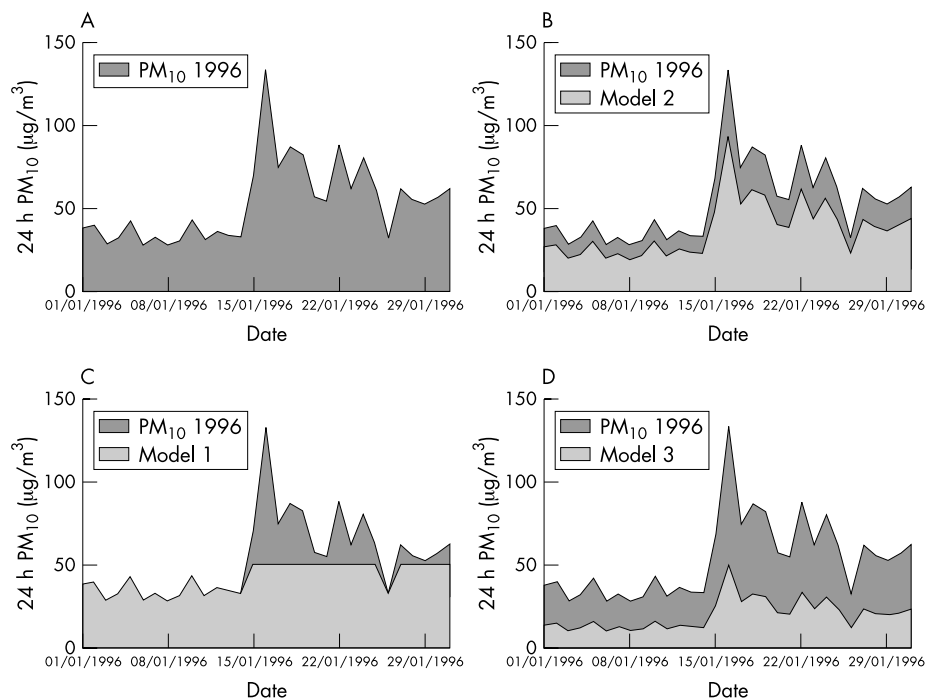 A
150
100
50
0
24 h PM₁₀ (μg/m³)
PM₁₀ 1996
01/01/1996 08/01/1996 15/01/1996 22/01/1996 29/01/1996
Date
B
150
100
50
0
24 h PM₁₀ (μg/m³)
PM₁₀ 1996
Model 2
01/01/1996 08/01/1996 15/01/1996 22/01/1996 29/01/1996
Date
C
150
100
50
0
24 h PM₁₀ (μg/m³)
PM₁₀ 1996
Model 1
01/01/1996 08/01/1996 15/01/1996 22/01/1996 29/01/1996
Date
D
150
100
50
0
24 h PM₁₀ (μg/m³)
PM₁₀ 1996
Model 3
01/01/1996 08/01/1996 15/01/1996 22/01/1996 29/01/1996
Date